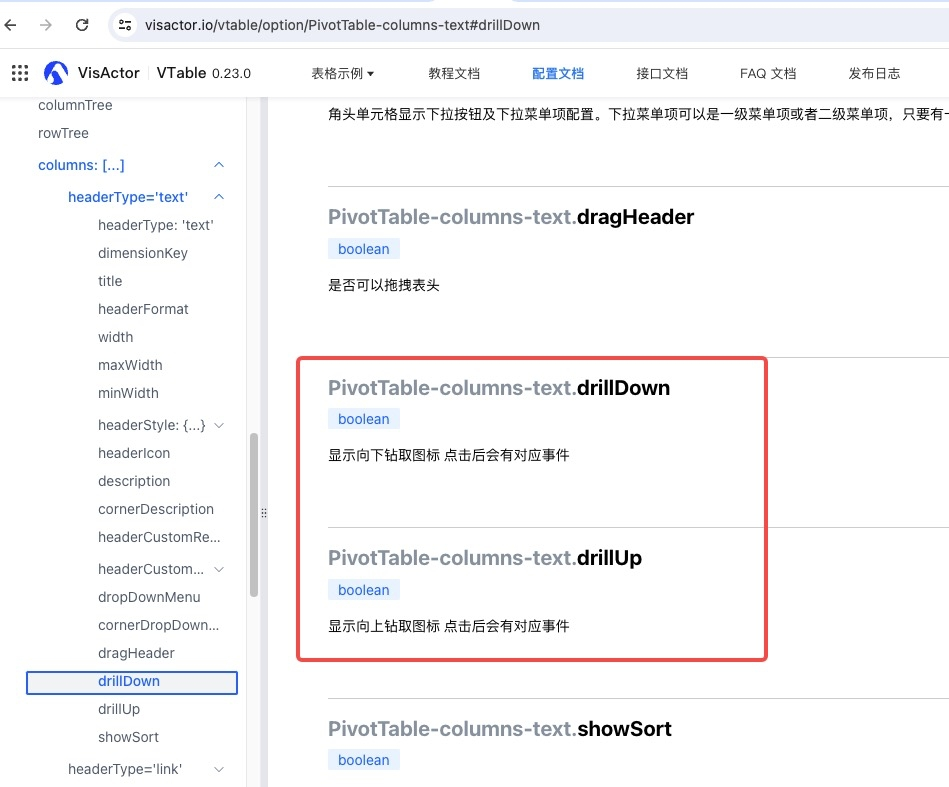 visactor.io/vtable/option/PivotTable-columns-text#drillDown
VisActor
VTable 0.23.0
表格示例
教程文档
配置文档
接口文档
FAQ 文档
发布日志
columnTree
rowTree
columns: [...]
headerType='text'
headerType: 'text'
dimensionKey
title
headerFormat
width
maxWidth
minWidth
headerStyle: {...}
headerIcon
description
cornerDescription
headerCustomRe...
headerCustom...
dropDownMenu
cornerDropDown...
dragHeader
drillDown
drillUp
showSort
headerType='link'
角头单元格显示下拉按钮及下拉菜单项配置。下拉菜单项可以是一级菜单项或者二级菜单项，只要有一
PivotTable-columns-text.dragHeader
boolean
是否可以拖拽表头
PivotTable-columns-text.drillDown
boolean
显示向下钻取图标 点击后会有对应事件
PivotTable-columns-text.drillUp
boolean
显示向上钻取图标 点击后会有对应事件
PivotTable-columns-text.showSort
boolean